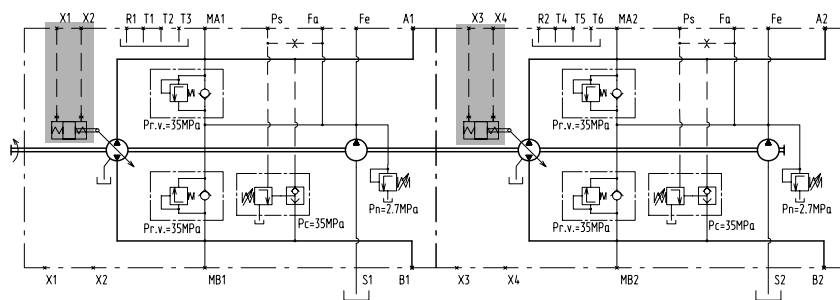 X1 X2 R1 T1 T2 T3 MA1 Ps Fa Fe A1 X3 X4 R2 T4 T5 T6 MA2 Ps Fa Fe A2
Pr.v.=35MPa Pr.v.=35MPa
Pn=2.7MPa Pn=2.7MPa
Pr.v.=35MPa Pc=35MPa Pr.v.=35MPa Pc=35MPa
X1 X2 MB1 S1 B1 X3 X4 MB2 S2 B2